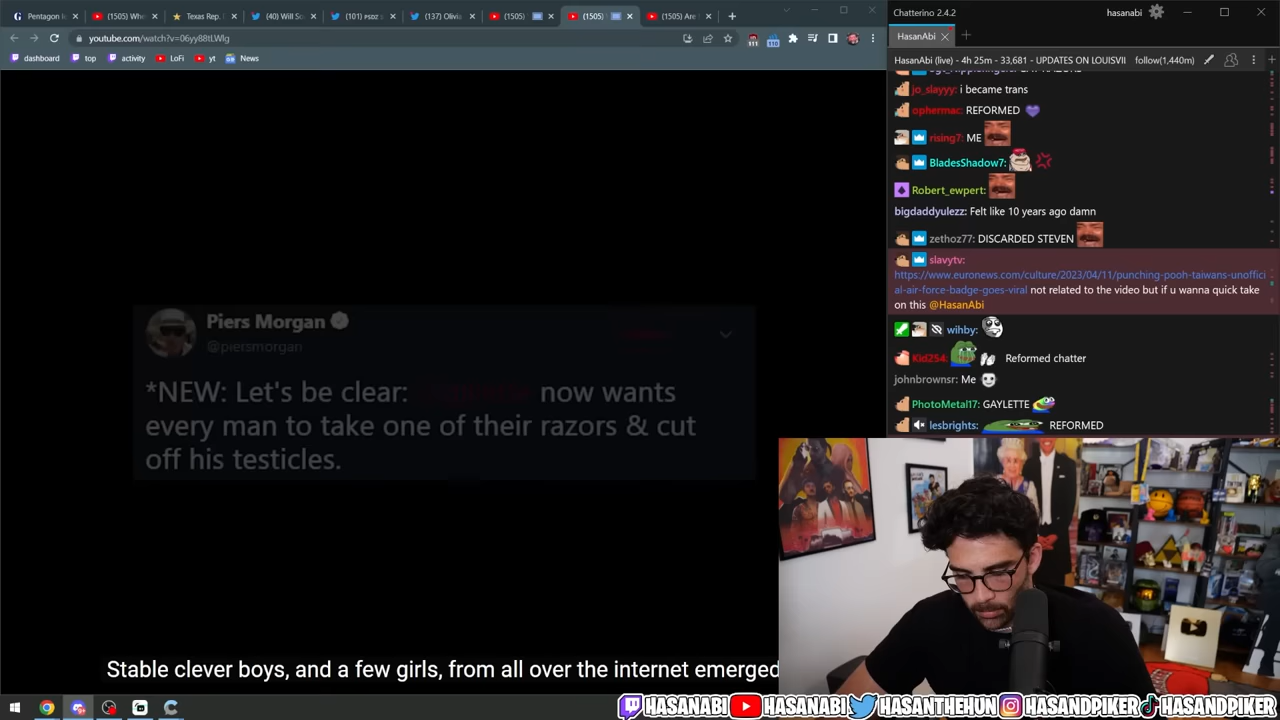 Pentagon le
(1505) Whe
Texas Rep. I
(40) Will So
(101) PSOZ S
(137) Olivia
(1505)
(1505)
(1505) Are
youtube.com/watch?v=06yy88tLWlg
dashboard
top
activity
LoFi
yt
News
Piers Morgan
@piersmorgan
*NEW: Let's be clear: now wants
every man to take one of their razors & cut
off his testicles.
Stable clever boys, and a few girls, from all over the internet emerged
Chatterino 2.4.2
hasanabi
HasanAbi
HasanAbi (live) - 4h 25m - 33,681 - UPDATES ON LOUISVII
follow(1,440m)
jo_slayyy: i became trans
ophermac: REFORMED
rising7: ME
BladesShadow7:
Robert_ewpert:
bigdaddyulezz: Felt like 10 years ago damn
zethoz77: DISCARDED STEVEN
slavytv:
https://www.euronews.com/culture/2023/04/11/punching-pooh-taiwans-unoffici
al-air-force-badge-goes-viral not related to the video but if u wanna quick take
on this @HasanAbi
wihby:
Kid254: Reformed chatter
johnbrownsr: Me
PhotoMetal17: GAYLETTE
lesbrights: REFORMED
HASANABI
HASANABI
HASANTHEHUN
HASANDPIKER
HASANDPIKER